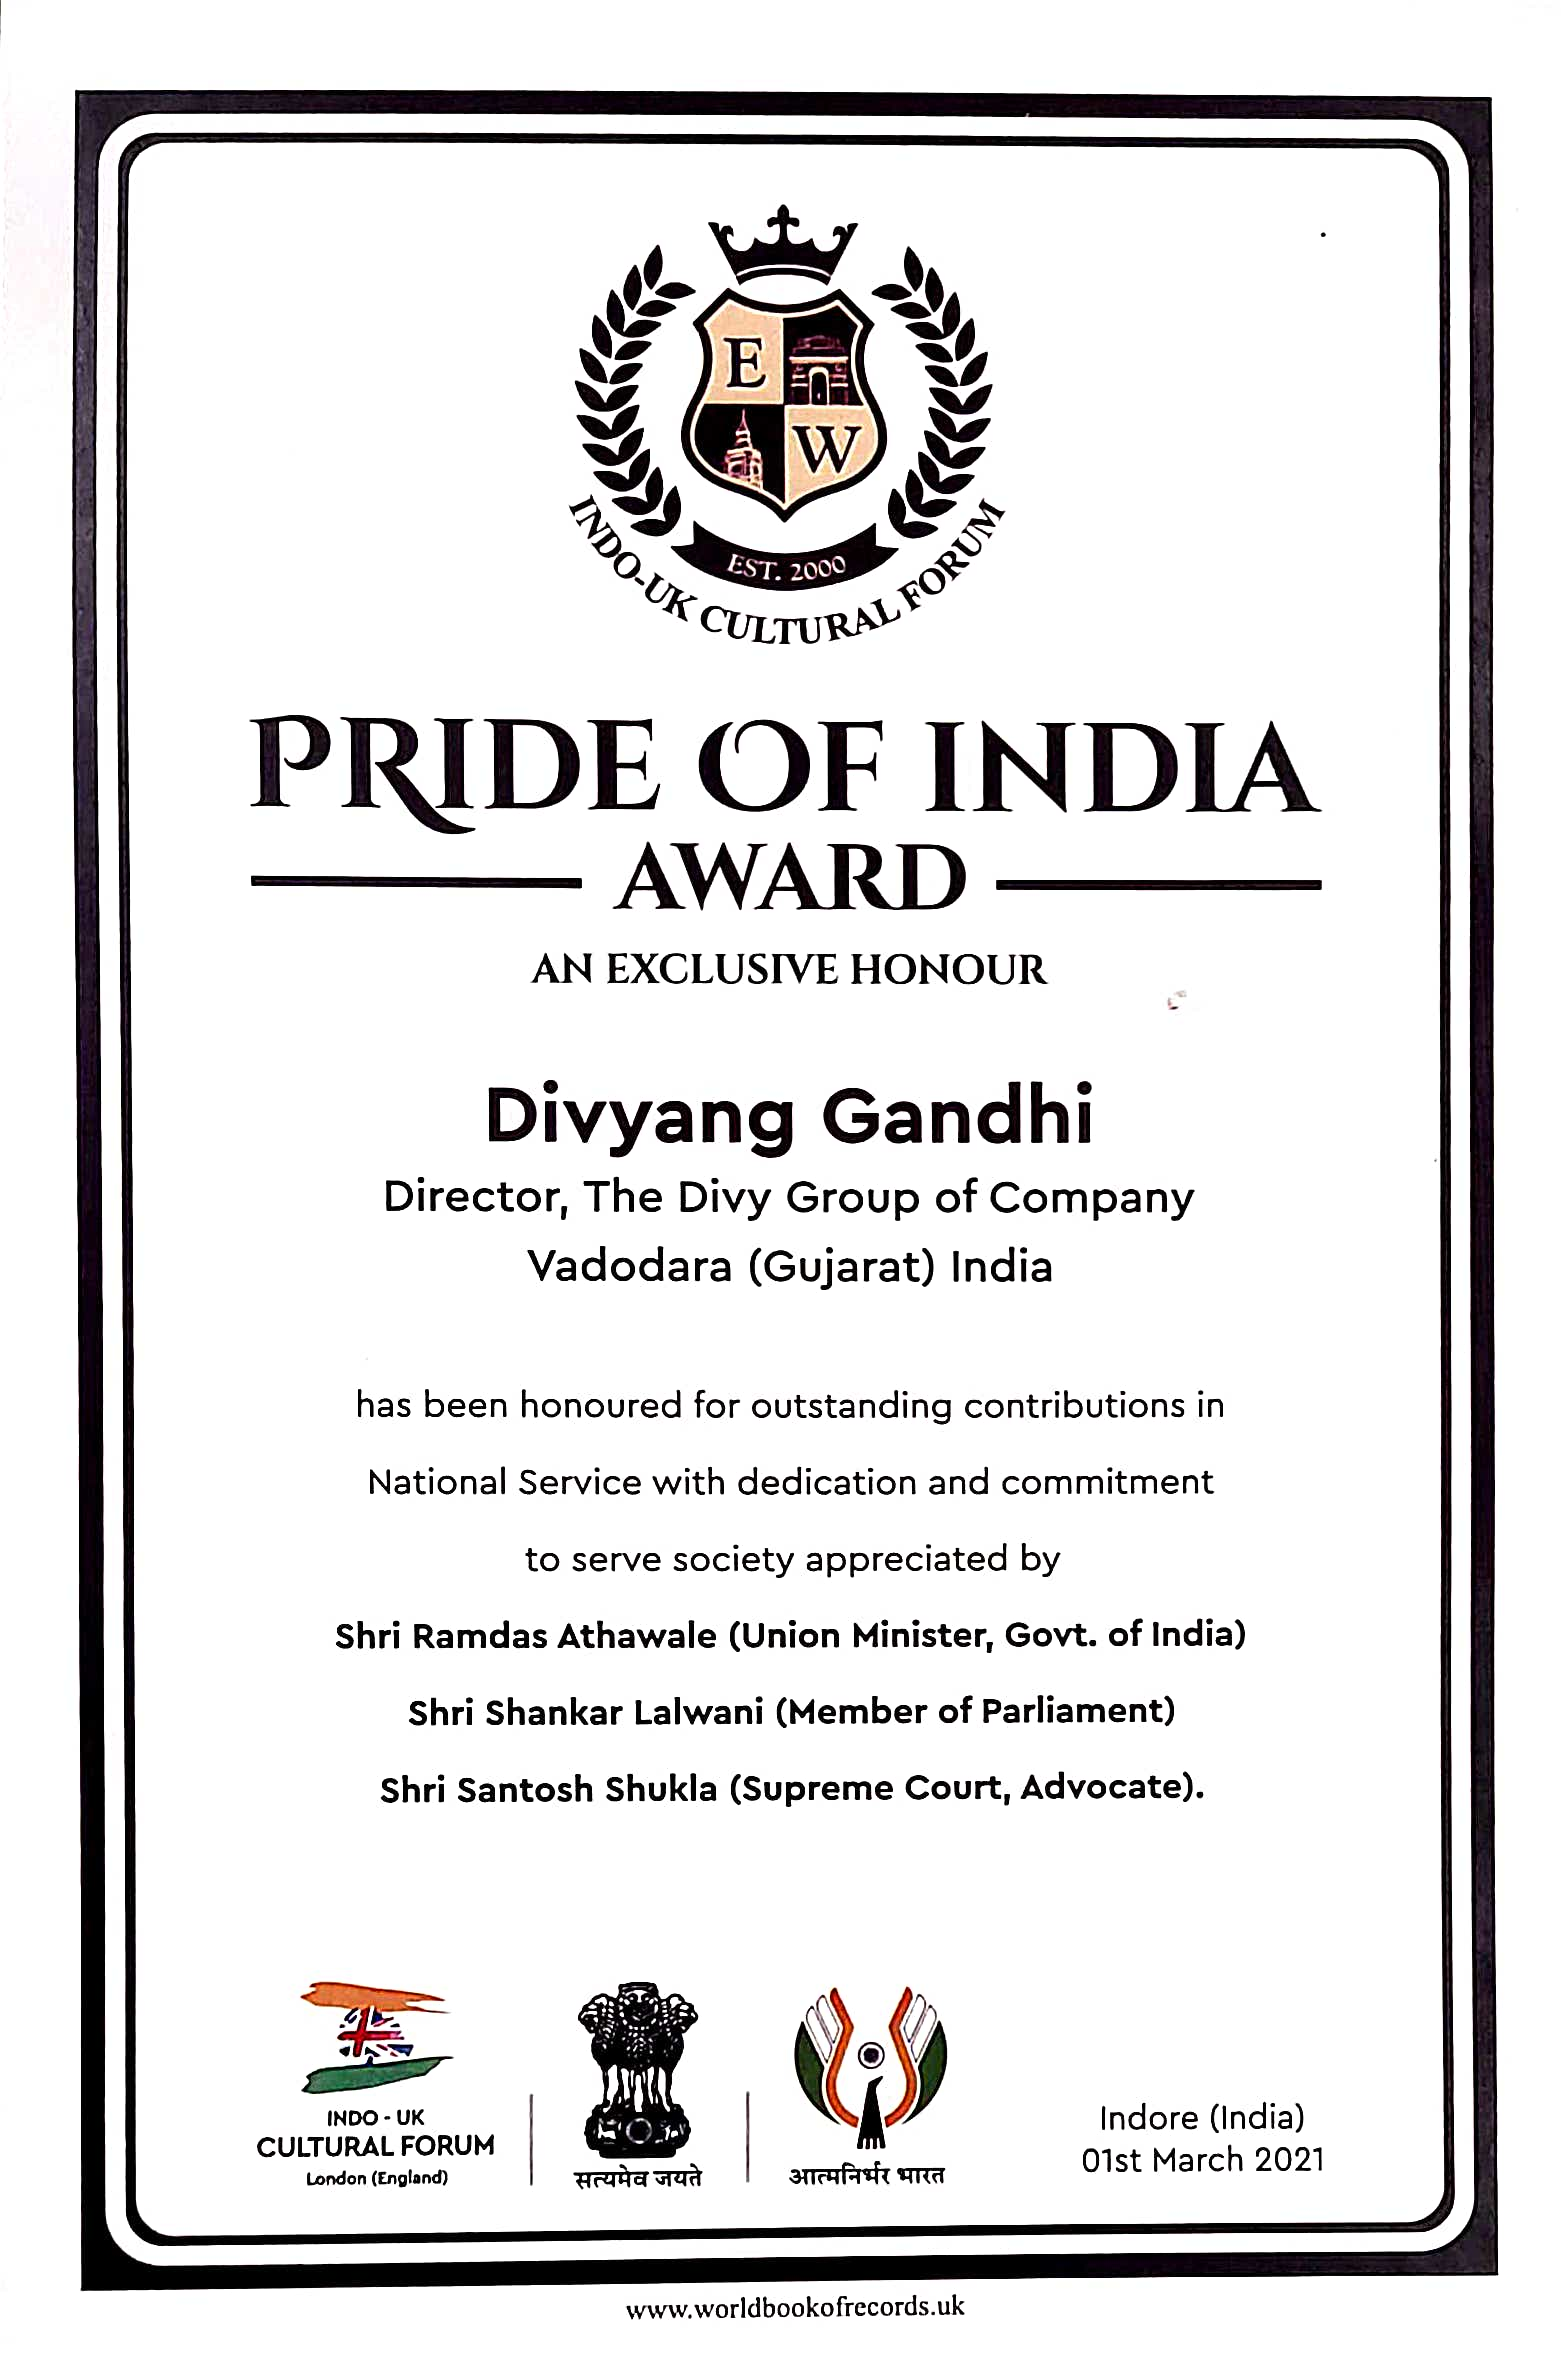 E
W
EST. 2000
INDO-UK CULTURAL FORUM
PRIDE OF INDIA
AWARD
AN EXCLUSIVE HONOUR
Divyang Gandhi
Director, The Divy Group of Company
Vadodara (Gujarat) India
has been honoured for outstanding contributions in
National Service with dedication and commitment
to serve society appreciated by
Shri Ramdas Athawale (Union Minister, Govt. of India)
Shri Shankar Lalwani (Member of Parliament)
Shri Santosh Shukla (Supreme Court, Advocate).
INDO - UK
CULTURAL FORUM
London (England)
सत्यमेव जयते
आत्मनिर्भर भारत
Indore (India)
01st March 2021
www.worldbookofrecords.uk